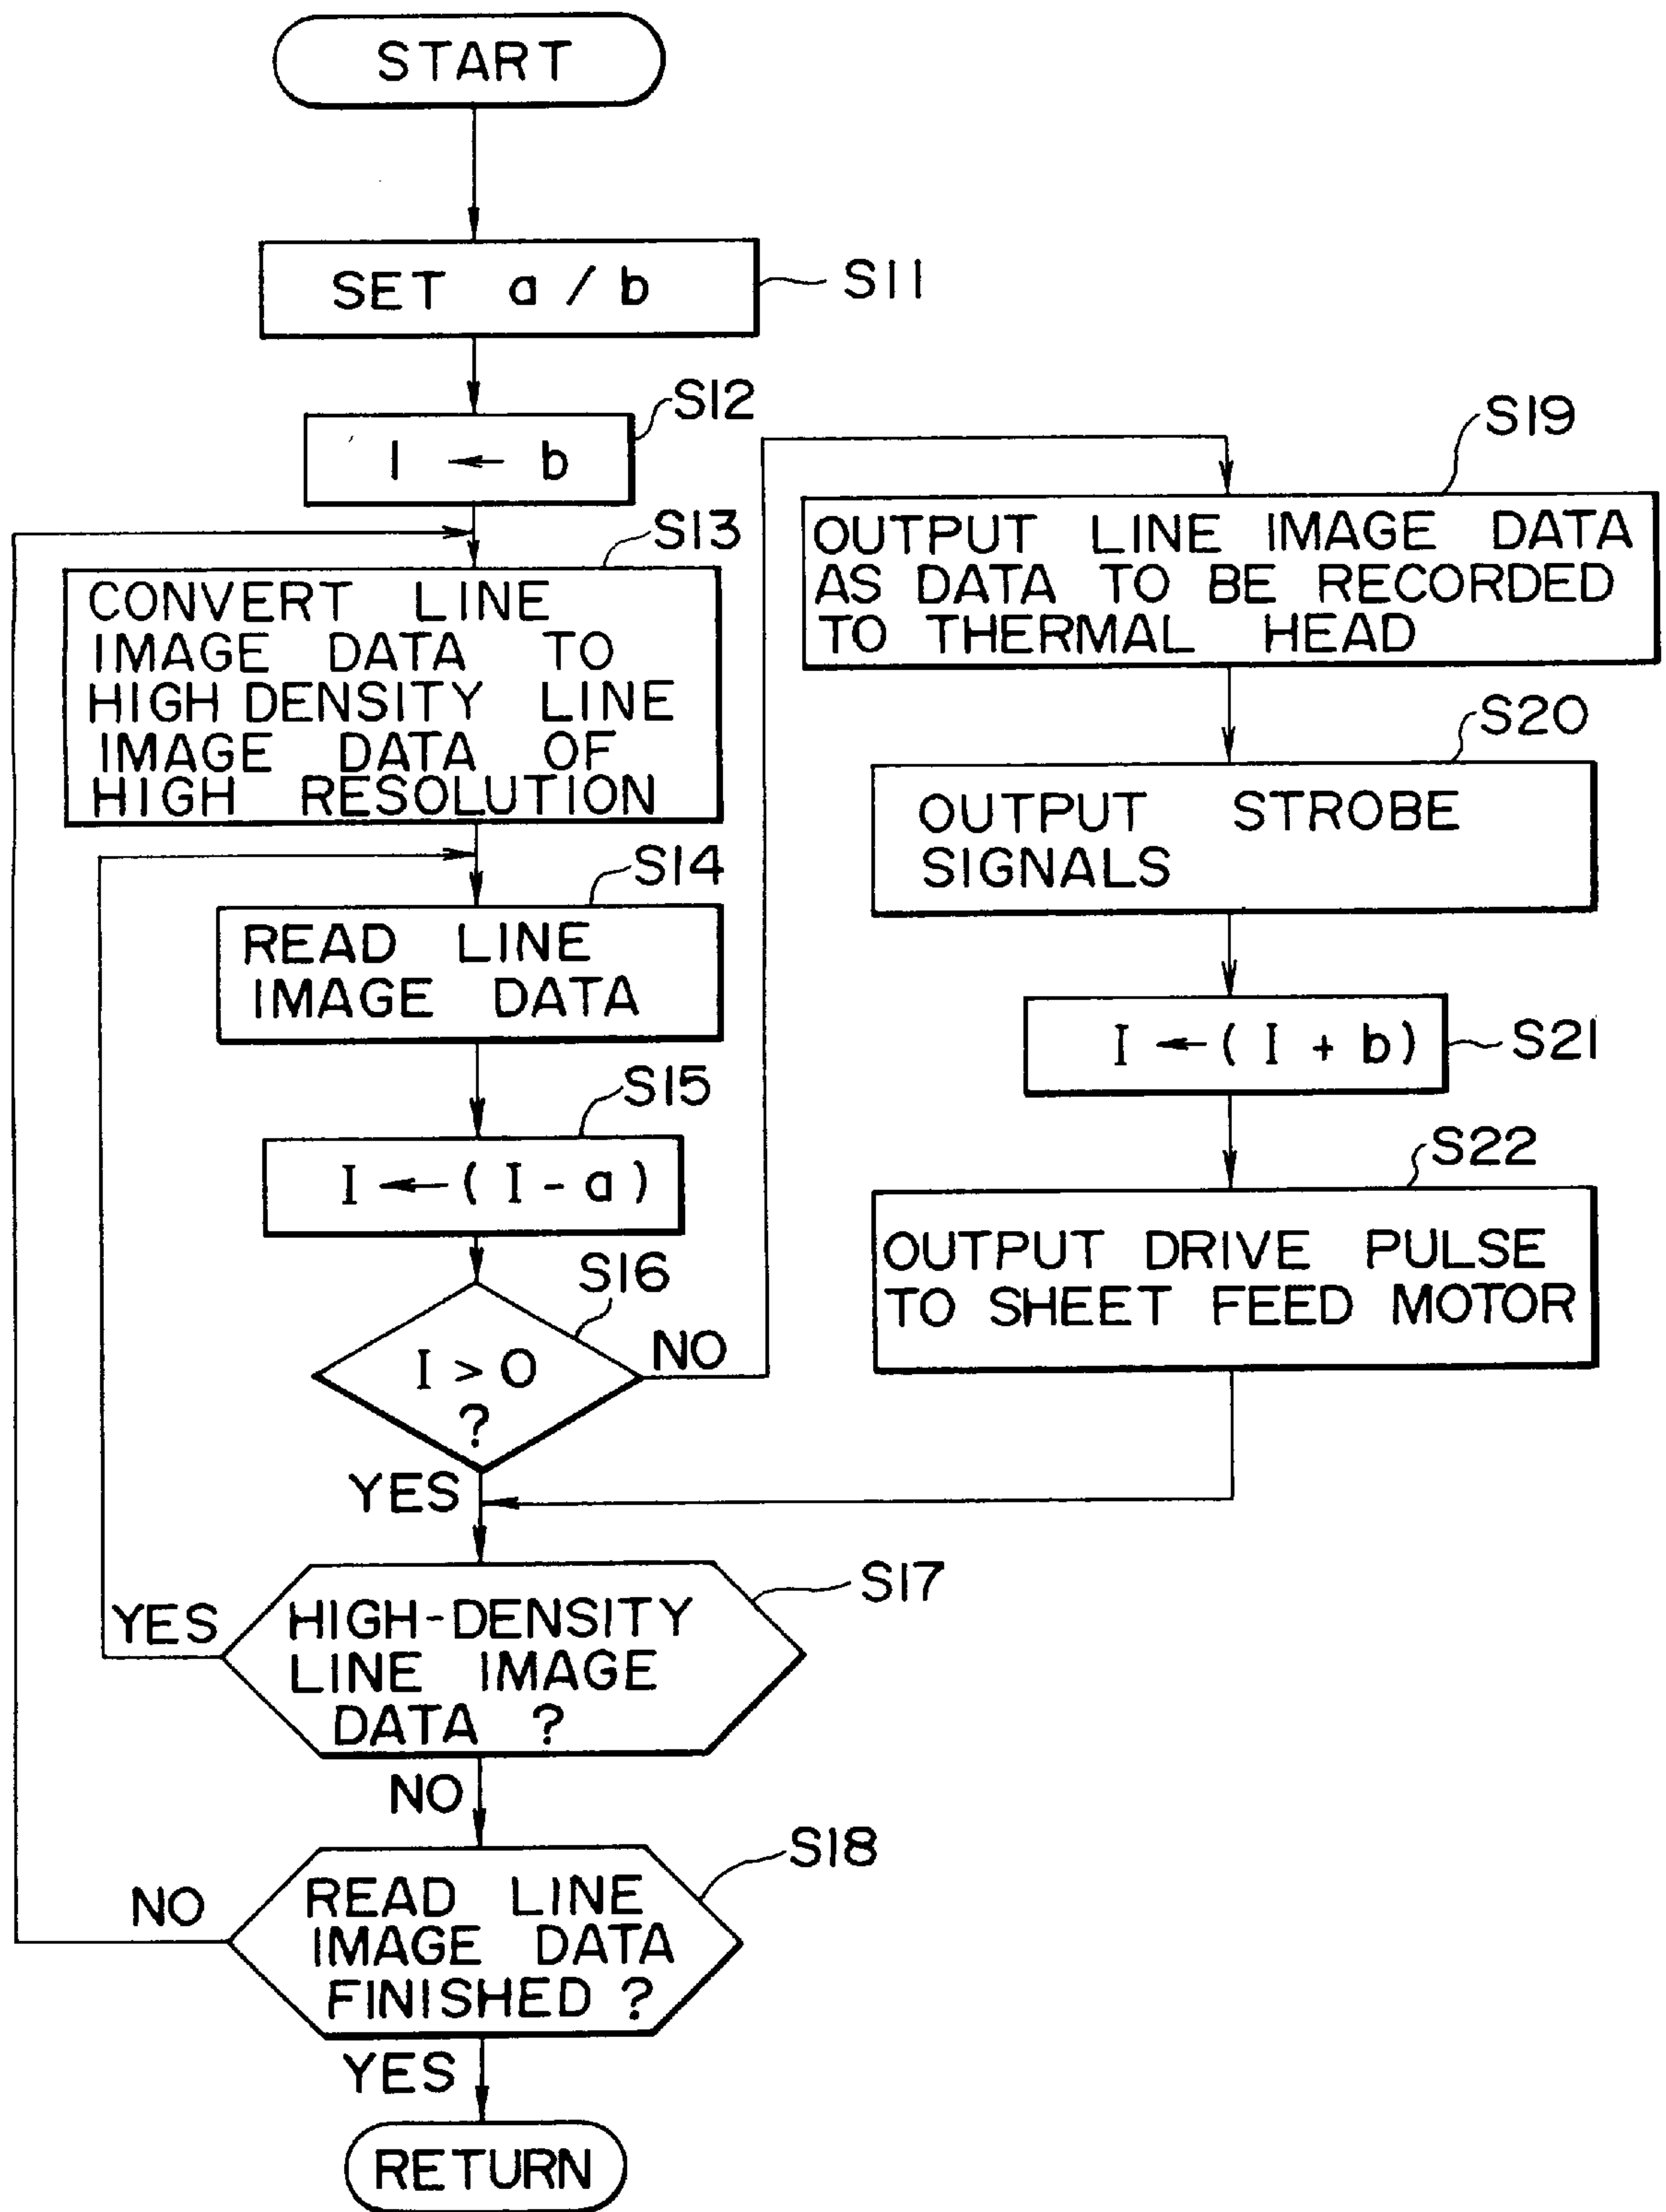 START
SET a / b
S11
I ← b
S12
S13
CONVERT LINE
IMAGE DATA TO
HIGH DENSITY LINE
IMAGE DATA OF
HIGH RESOLUTION
S14
READ LINE
IMAGE DATA
S15
I ← ( I - a )
S16
I > 0
?
NO
YES
S17
HIGH-DENSITY
LINE IMAGE
DATA ?
YES
NO
S18
READ LINE
IMAGE DATA
FINISHED ?
NO
YES
RETURN
S19
OUTPUT LINE IMAGE DATA
AS DATA TO BE RECORDED
TO THERMAL HEAD
S20
OUTPUT STROBE
SIGNALS
I ← ( I + b )
S21
S22
OUTPUT DRIVE PULSE
TO SHEET FEED MOTOR